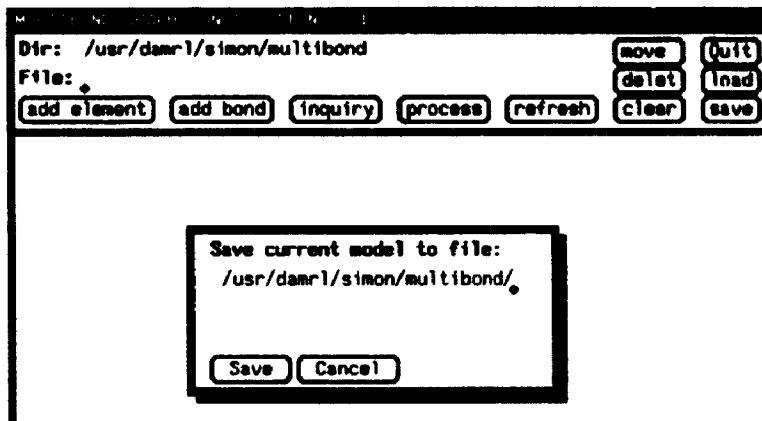 Dir: /usr/damrl/simon/multibond
File:
move Quit
delet load
add element add bond inquiry process refresh clear save
Save current model to file:
/usr/damrl/simon/multibond/
Save Cancel